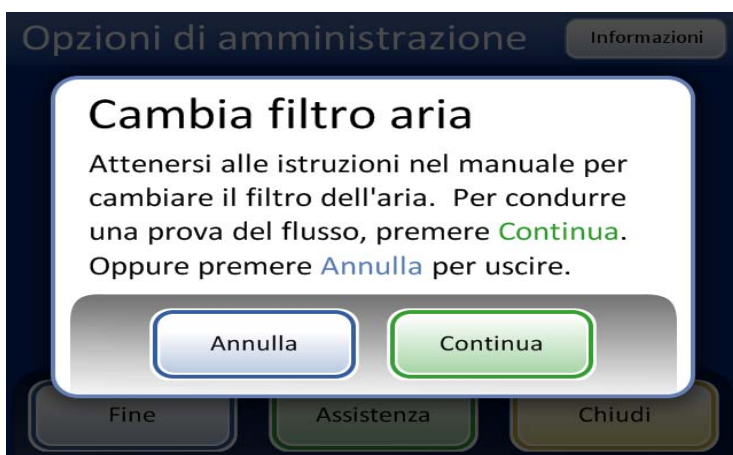 Opzioni di amministrazione
Informazioni
Cambia filtro aria
Attenersi alle istruzioni nel manuale per
cambiare il filtro dell'aria.  Per condurre
una prova del flusso, premere Continua.
Oppure premere Annulla per uscire.
Annulla
Continua
Fine
Assistenza
Chiudi